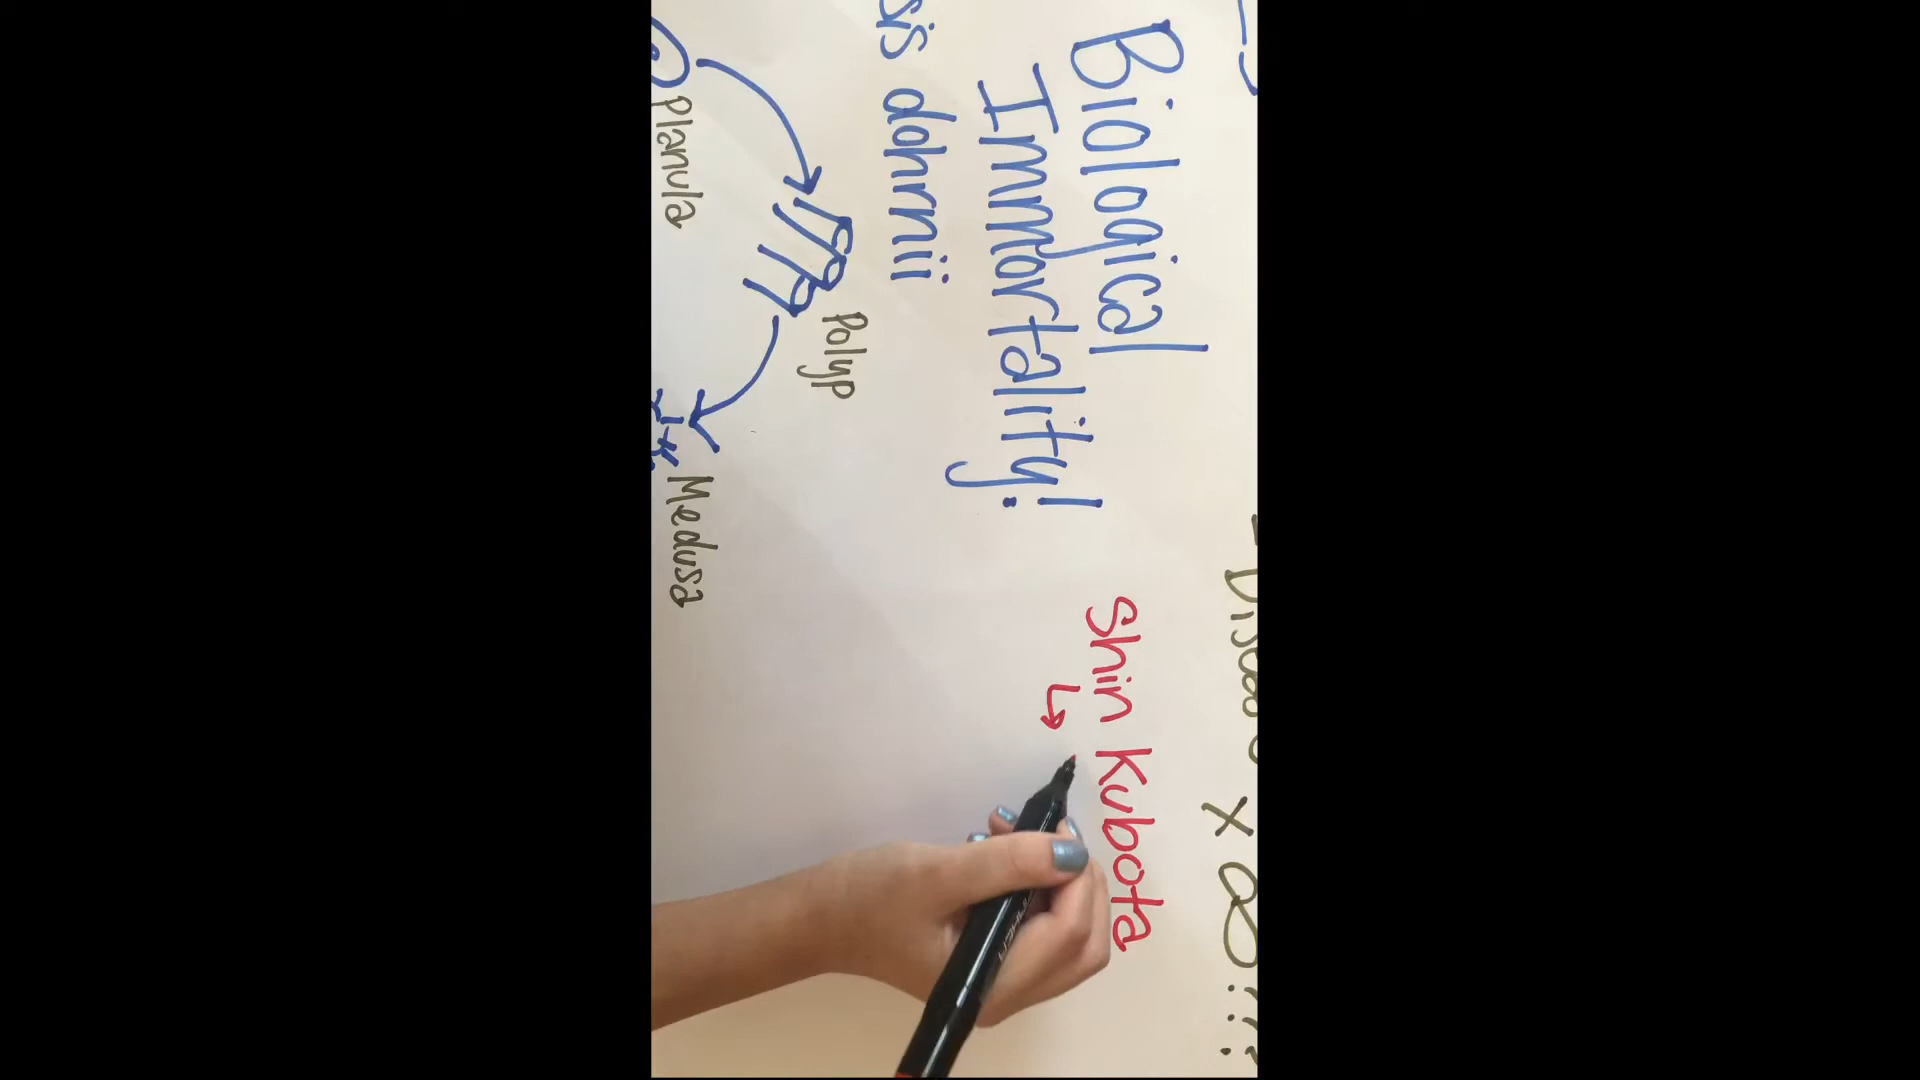 Biological
Immortality!
dohrnii
Planula
Polyp
Medusa
Shin Kubota